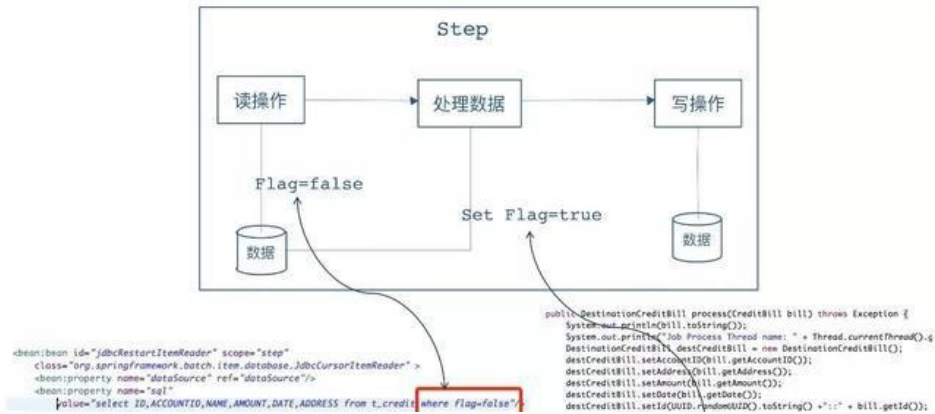 Step
读操作
处理数据
写操作
Flag=false
Set Flag=true
数据
数据
<bean:bean id="jdbcRestartItemReader" scope="step"
class="org.springframework.batch.item.database.JdbcCursorItemReader" >
<bean:property name="dataSource" ref="dataSource"/>
<bean:property name="sql"
value="select ID,ACCOUNTID,NAME,AMOUNT,DATE,ADDRESS from t_credit where flag=false"/>
public DestinationCreditBill process(CreditBill bill) throws Exception {
System.out.println(bill.toString());
System.out.println("Job Process Thread name: " + Thread.currentThread().g
DestinationCreditBill destCreditBill = new DestinationCreditBill();
destCreditBill.setAccountID(bill.getAccountID());
destCreditBill.setAddress(bill.getAddress());
destCreditBill.setAmount(bill.getAmount());
destCreditBill.setDate(bill.getDate());
destCreditBill.setId(UUID.randomUUID().toString() +"::" + bill.getId());